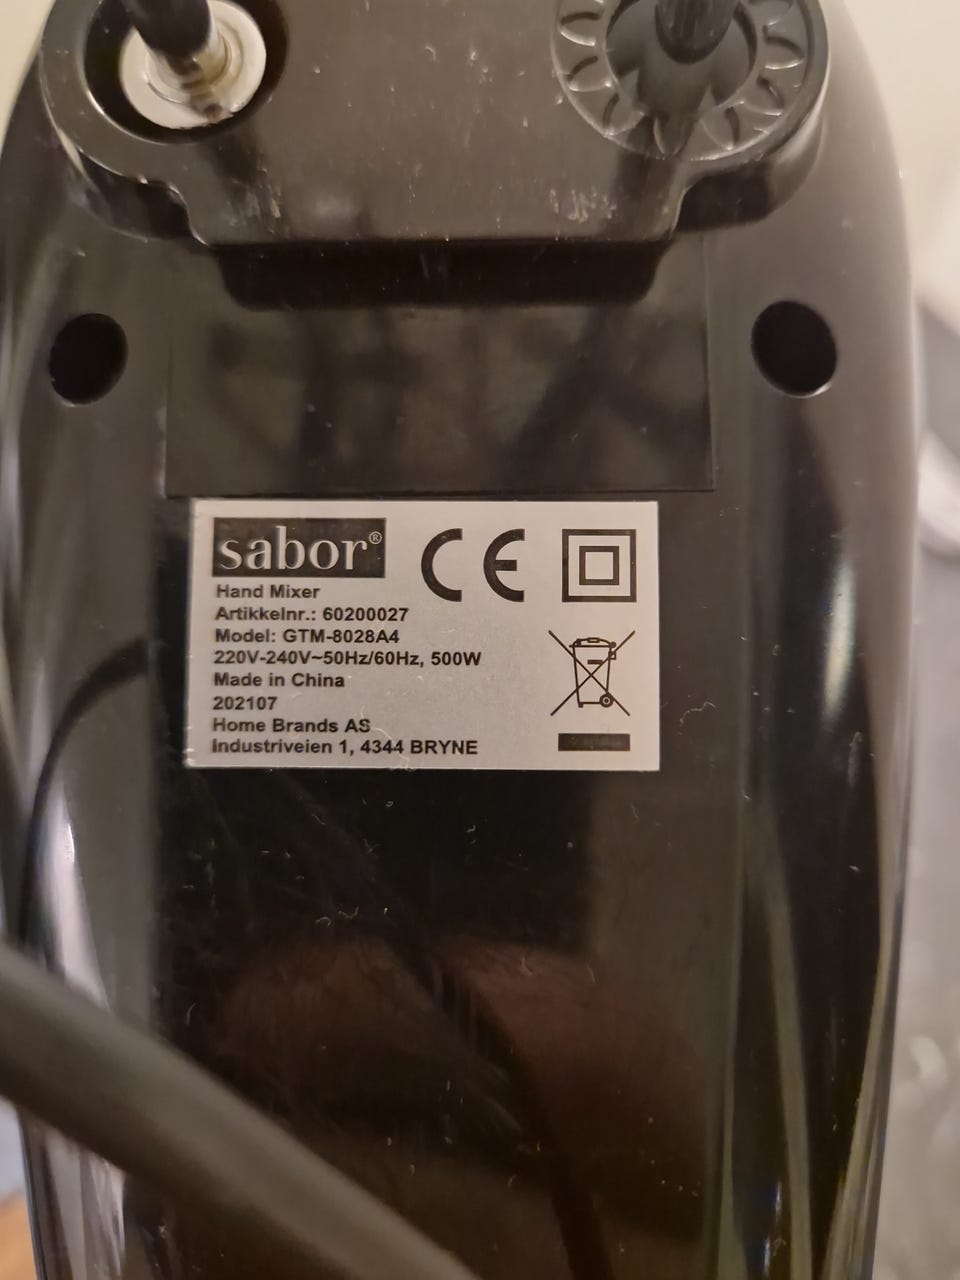 sabor®
CE
Hand Mixer
Artikkelnr.: 60200027
Model: GTM-8028A4
220V-240V~50Hz/60Hz, 500W
Made in China
202107
Home Brands AS
Industriveien 1, 4344 BRYNE